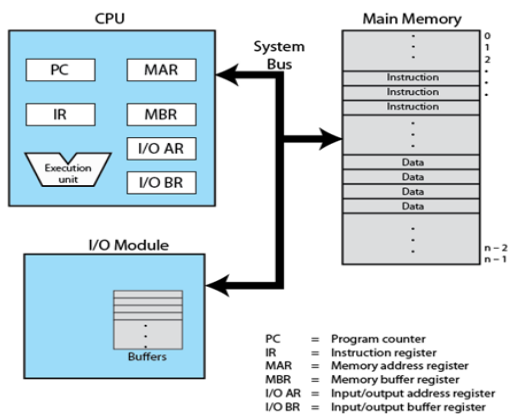 CPU
System
Bus
Main Memory
PC
MAR
IR
MBR
I/O AR
I/O BR
Execution
unit
0
1
2
Instruction
Instruction
Instruction
Data
Data
Data
Data
n – 2
n – 1
I/O Module
Buffers
PC = Program counter
IR = Instruction register
MAR = Memory address register
MBR = Memory buffer register
I/O AR = Input/output address register
I/O BR = Input/output buffer register